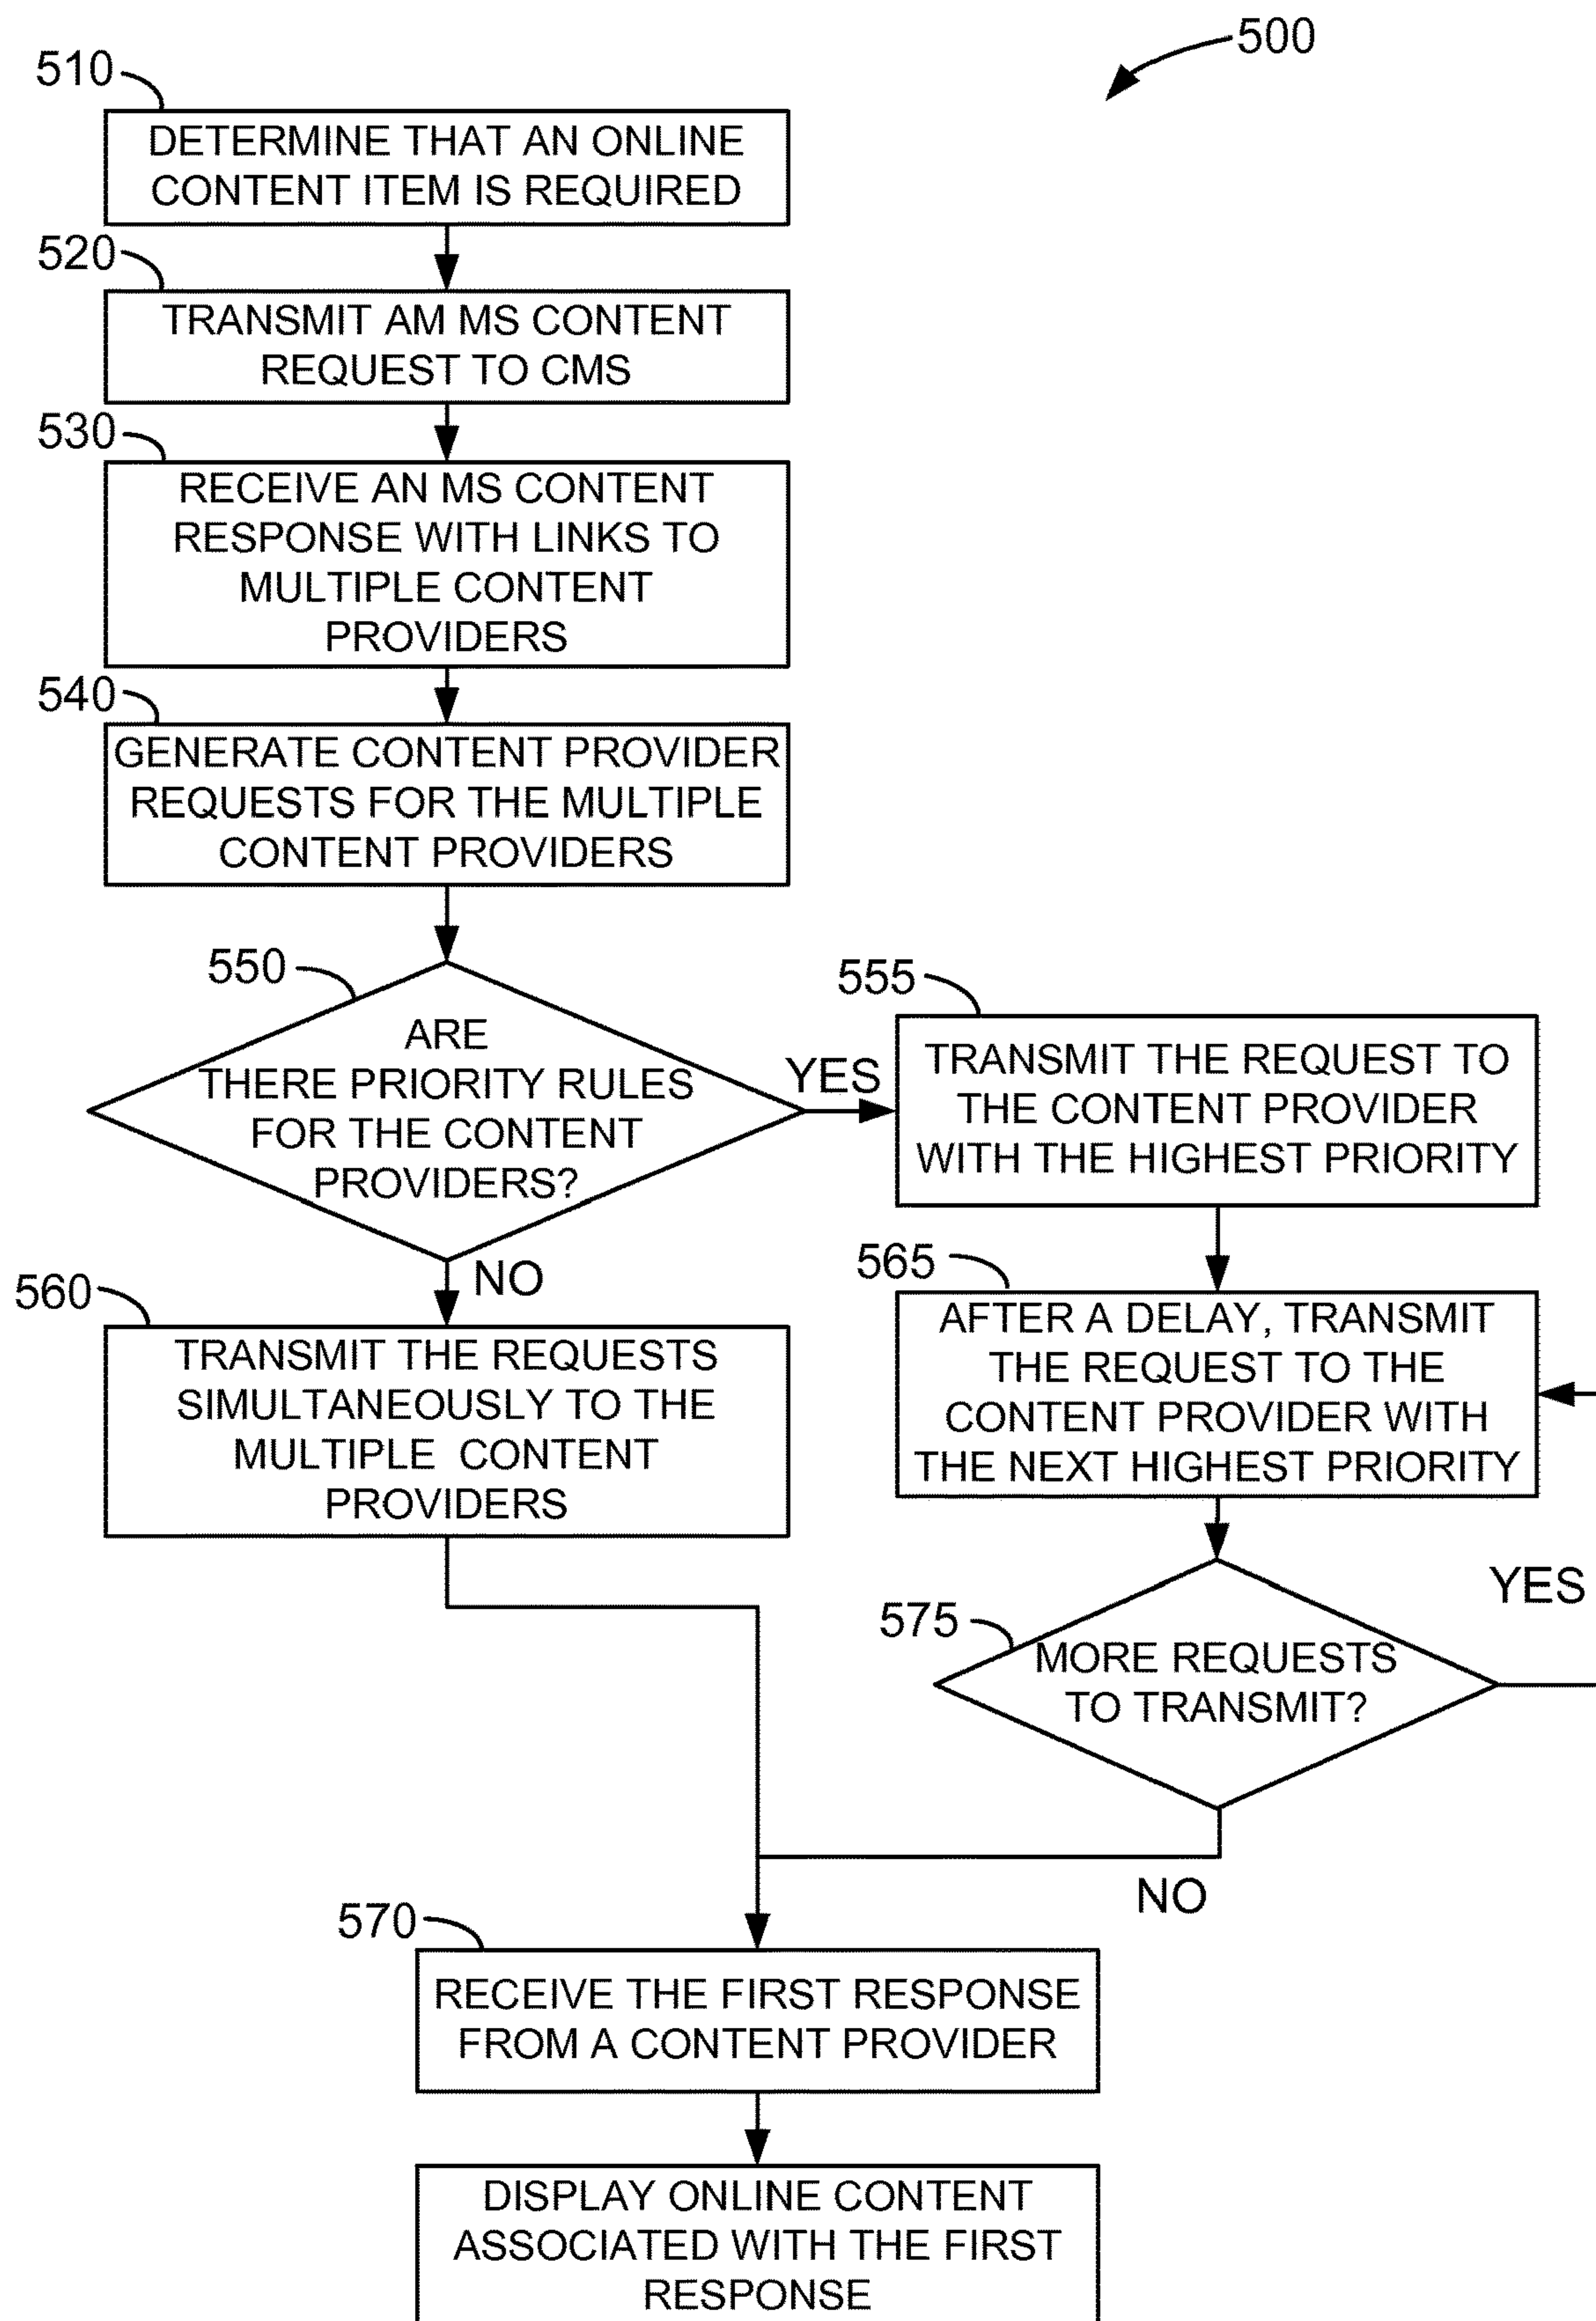 500
510
DETERMINE THAT AN ONLINE
CONTENT ITEM IS REQUIRED
520
TRANSMIT AM MS CONTENT
REQUEST TO CMS
530
RECEIVE AN MS CONTENT
RESPONSE WITH LINKS TO
MULTIPLE CONTENT
PROVIDERS
540
GENERATE CONTENT PROVIDER
REQUESTS FOR THE MULTIPLE
CONTENT PROVIDERS
550
ARE
THERE PRIORITY RULES
FOR THE CONTENT
PROVIDERS?
YES
555
TRANSMIT THE REQUEST TO
THE CONTENT PROVIDER
WITH THE HIGHEST PRIORITY
NO
560
TRANSMIT THE REQUESTS
SIMULTANEOUSLY TO THE
MULTIPLE CONTENT
PROVIDERS
565
AFTER A DELAY, TRANSMIT
THE REQUEST TO THE
CONTENT PROVIDER WITH
THE NEXT HIGHEST PRIORITY
575
MORE REQUESTS
TO TRANSMIT?
YES
NO
570
RECEIVE THE FIRST RESPONSE
FROM A CONTENT PROVIDER
DISPLAY ONLINE CONTENT
ASSOCIATED WITH THE FIRST
RESPONSE